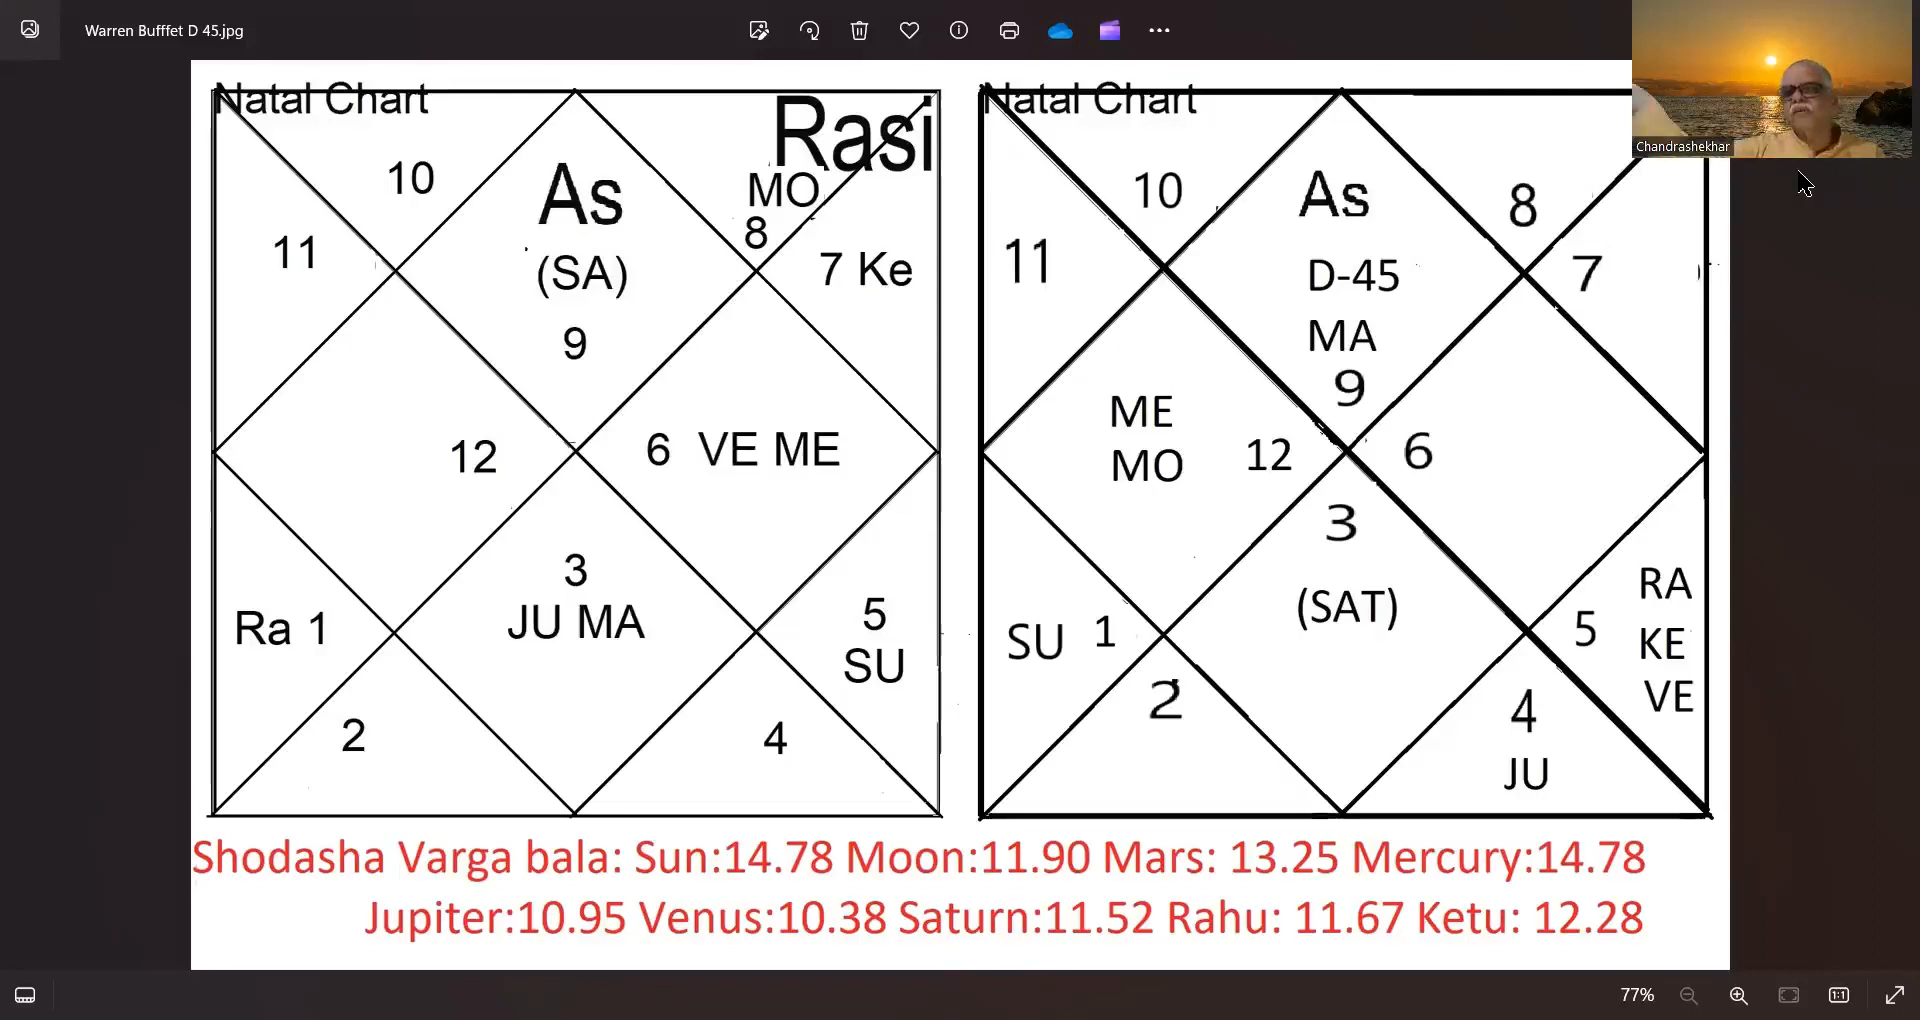 Warren Bufffet D 45.jpg
Chandrashekhar
Natal Chart
Rasi
10
As
MO
8
11
(SA)
7 Ke
9
12
6 VE ME
3
JU MA
Ra 1
5
SU
2
4
Natal Chart
10
As
8
11
D-45
7
MA
9
ME
MO
12
6
3
(SAT)
RA
KE
VE
5
SU 1
2
4
JU
Shodasha Varga bala: Sun:14.78 Moon:11.90 Mars: 13.25 Mercury:14.78
Jupiter:10.95 Venus:10.38 Saturn:11.52 Rahu: 11.67 Ketu: 12.28
77%
1:1